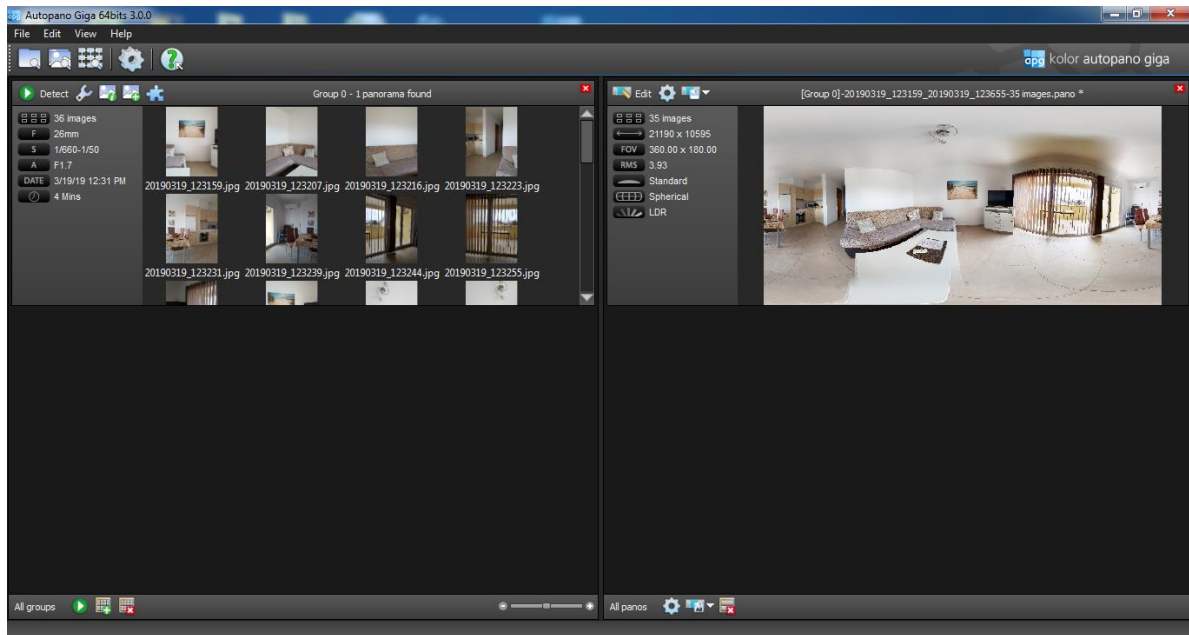 Autopano Giga 64bits 3.0.0
File Edit View Help
apg kolor autopano giga
Detect Group 0 - 1 panorama found
36 images
F 26mm
S 1/660-1/50
A F1.7
DATE 3/19/19 12:31 PM
4 Mins
20190319_123159.jpg 20190319_123207.jpg 20190319_123216.jpg 20190319_123223.jpg
20190319_123231.jpg 20190319_123239.jpg 20190319_123244.jpg 20190319_123255.jpg
All groups
Edit [Group 0]-20190319_123159_20190319_123655-35 images.pano *
35 images
21190 x 10595
FOV 360.00 x 180.00
RMS 3.93
Standard
Spherical
LDR
All panos